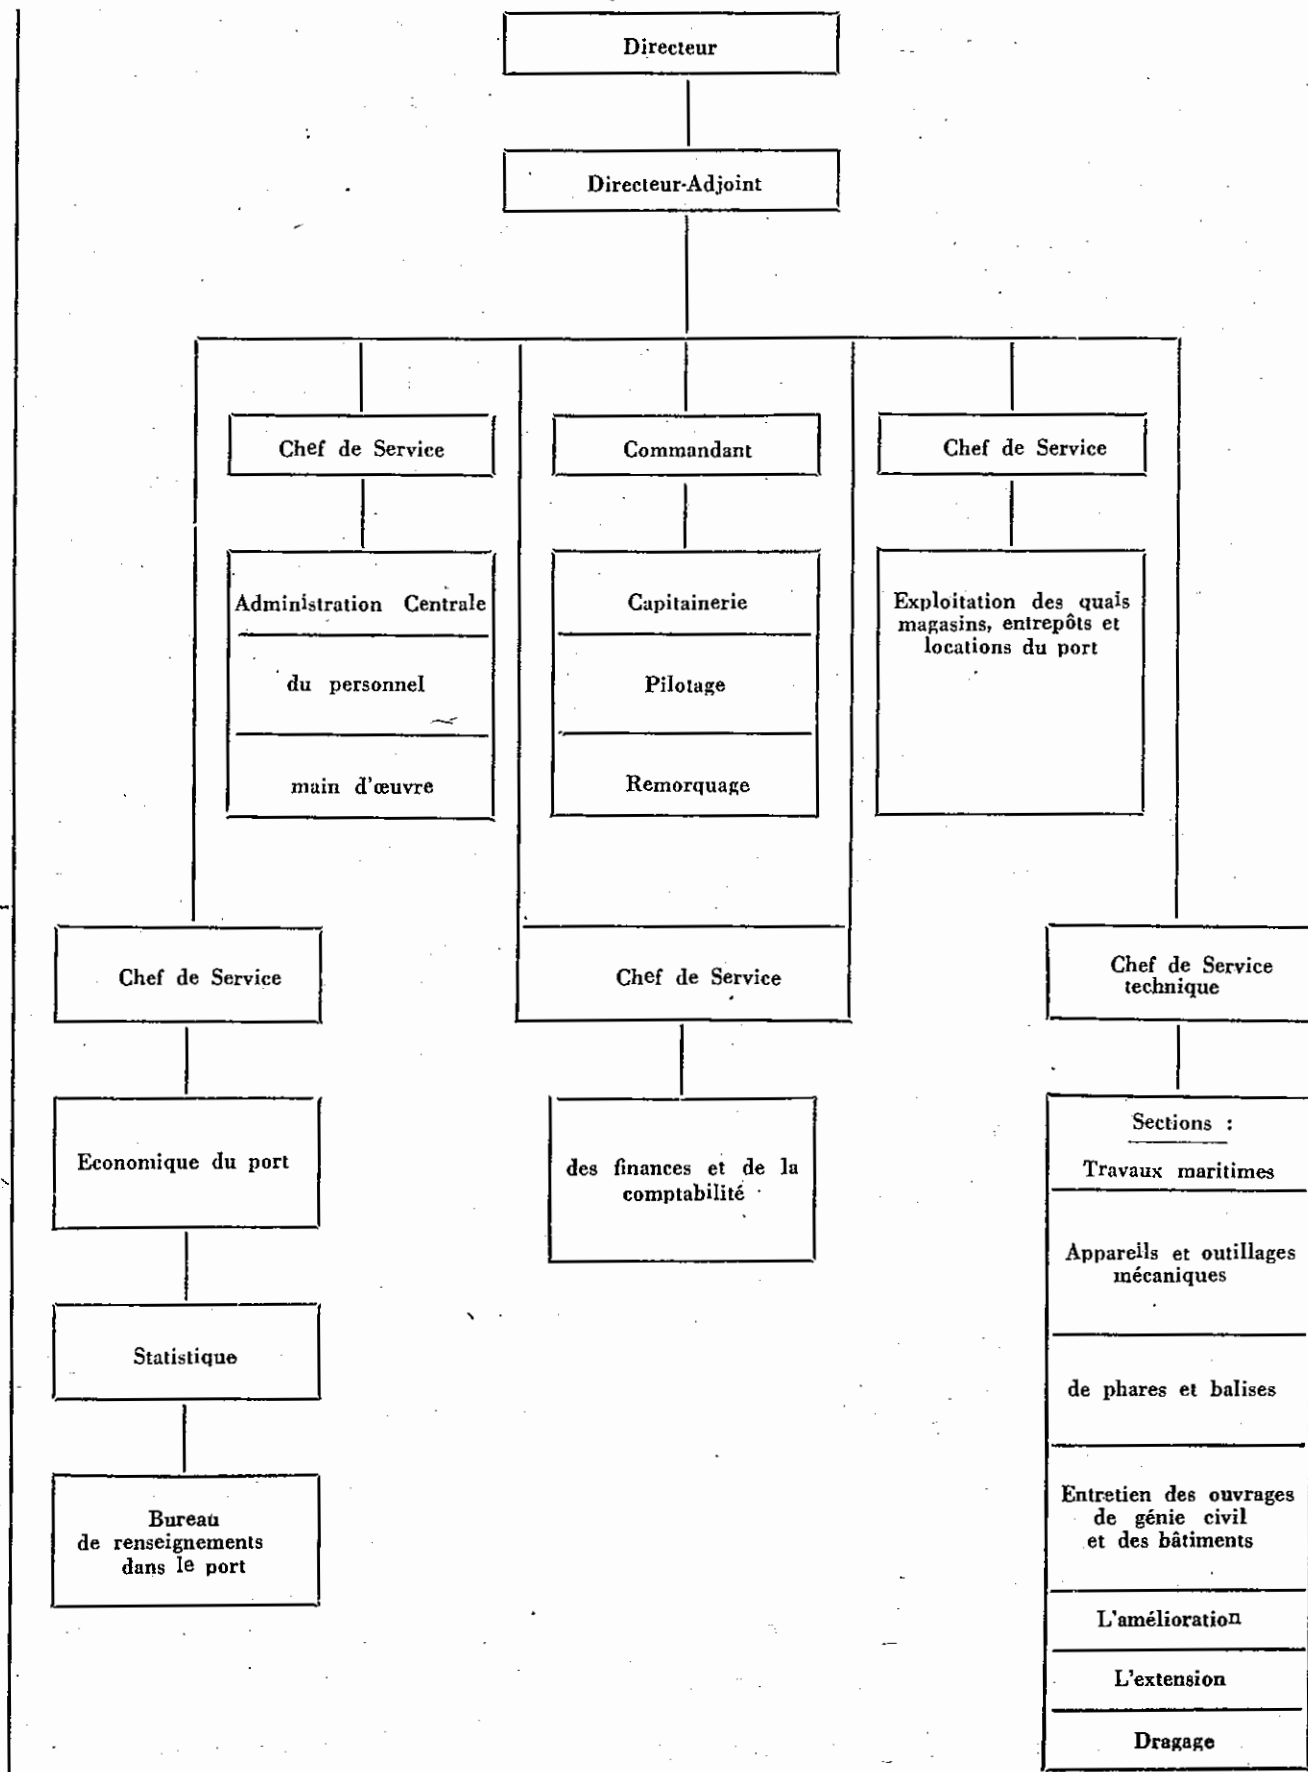 Directeur
Directeur-Adjoint
Chef de Service
Commandant
Chef de Service
Administration Centrale
du personnel
main d'œuvre
Capitainerie
Pilotage
Remorquage
Exploitation des quais
magasins, entrepôts et
locations du port
Chef de Service
Chef de Service
Chef de Service
technique
Economique du port
Statistique
Bureau
de renseignements
dans le port
des finances et de la
comptabilité
Sections :
Travaux maritimes
Appareils et outillages
mécaniques
de phares et balises
Entretien des ouvrages
de génie civil
et des bâtiments
L'amélioration
L'extension
Dragage